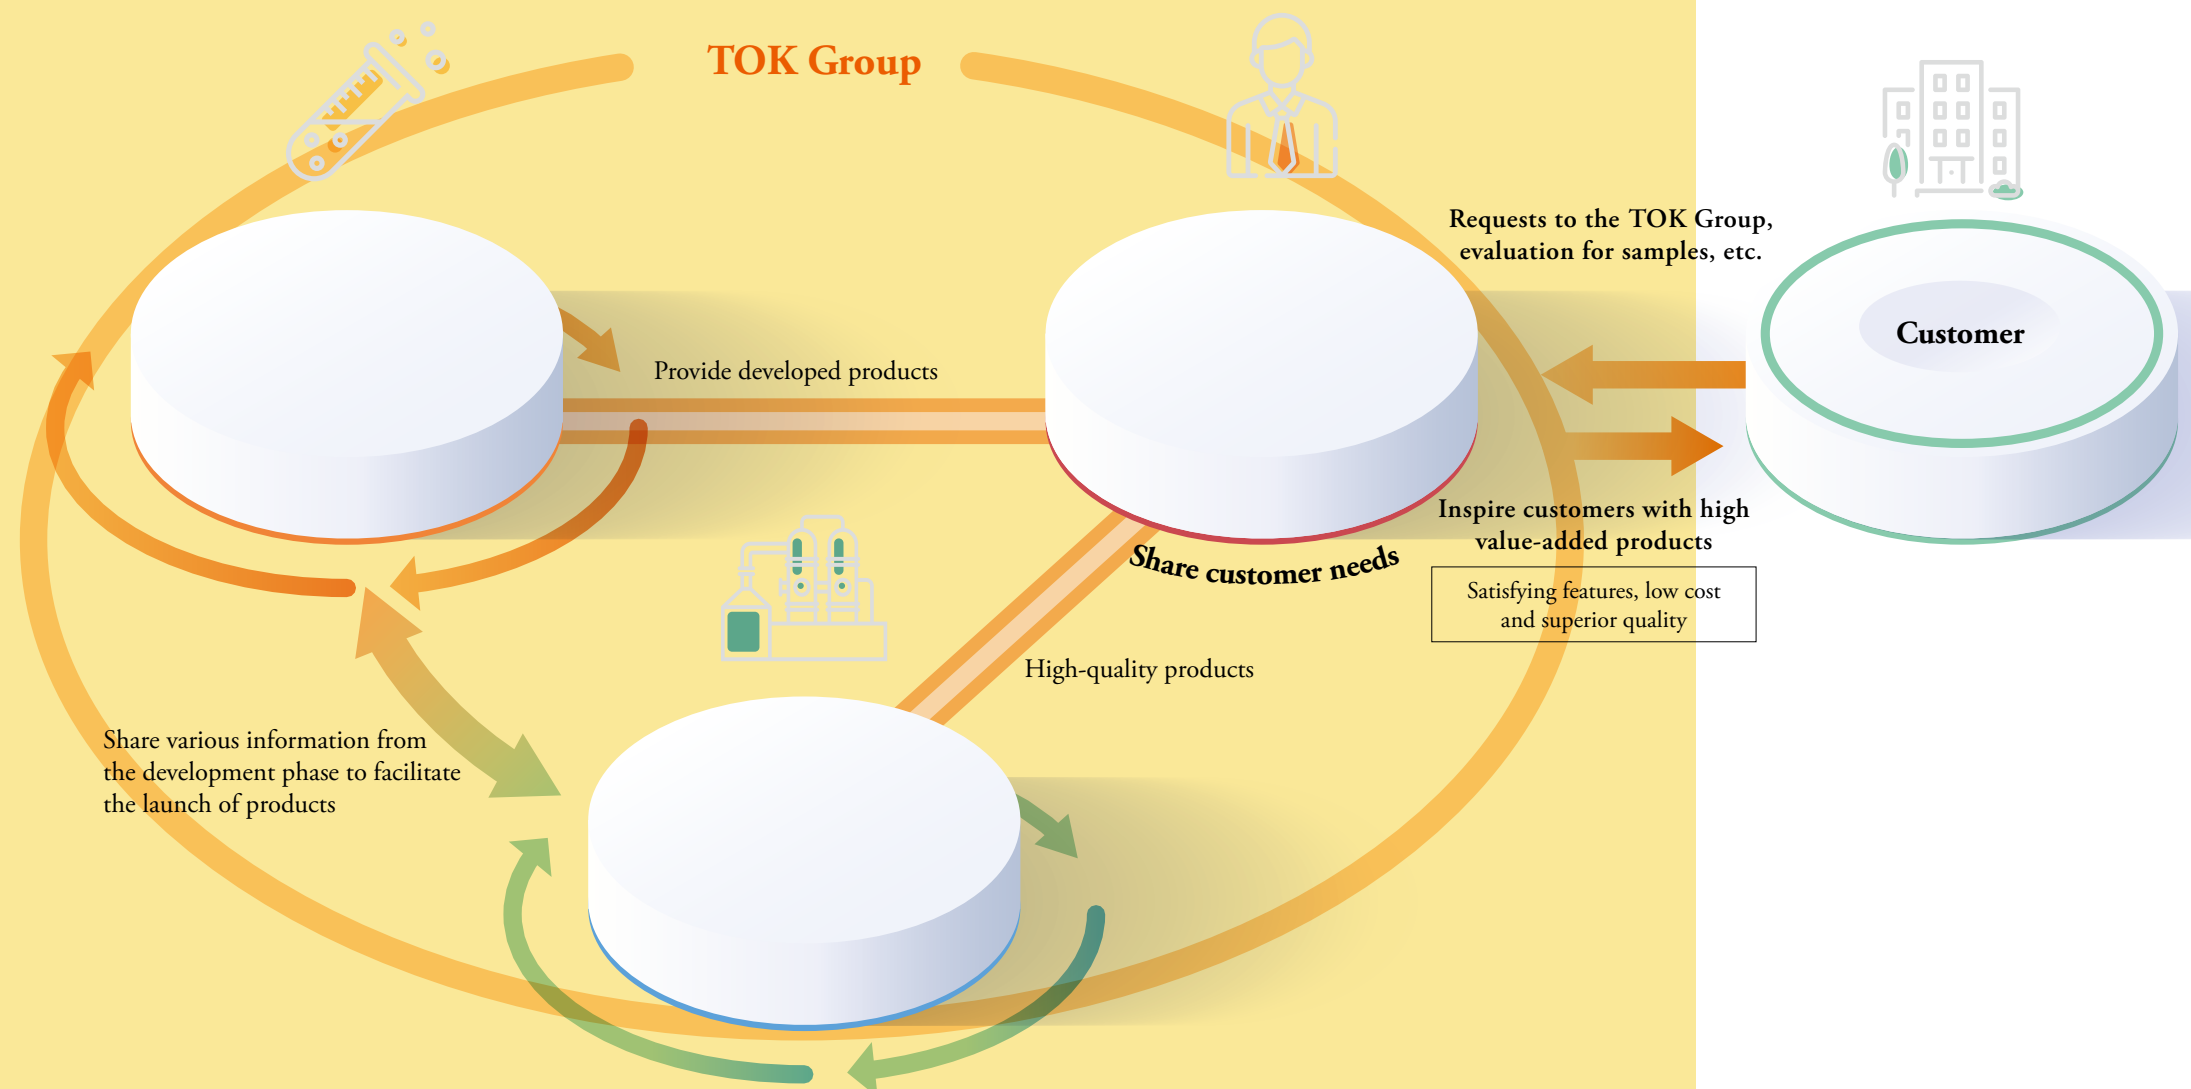 TOK Group
Requests to the TOK Group,
evaluation for samples, etc.
Customer
Provide developed products
Inspire customers with high
value-added products
Share customer needs
Satisfying features, low cost
and superior quality
High-quality products
Share various information from
the development phase to facilitate
the launch of products